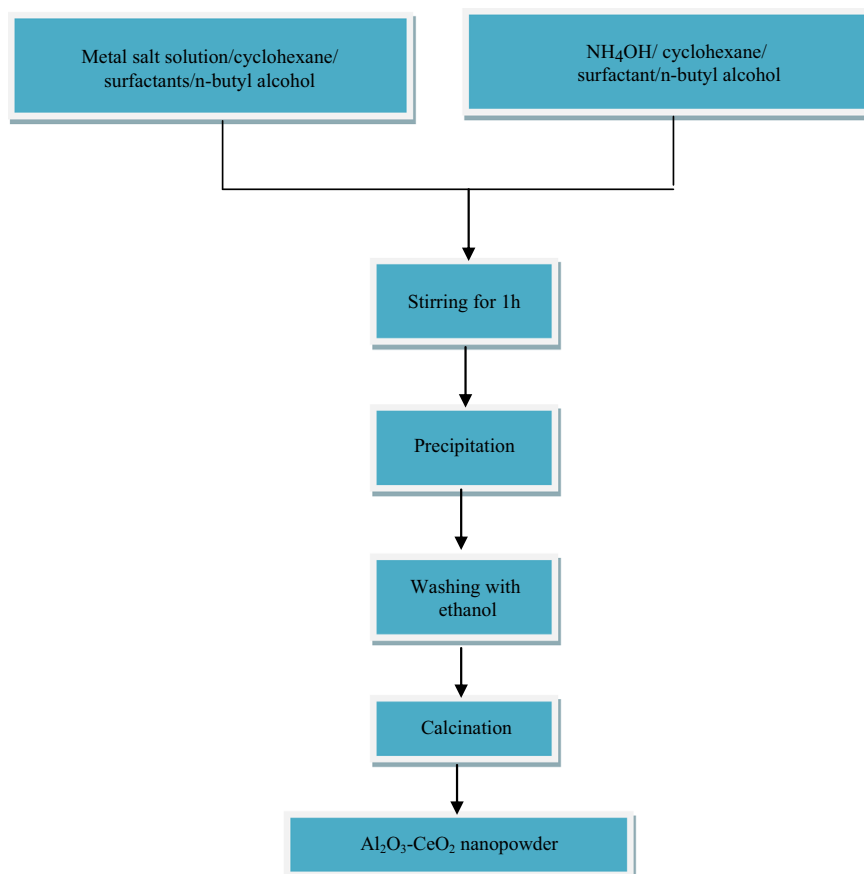 Metal salt solution/cyclohexane/
surfactants/n-butyl alcohol
NH4OH/ cyclohexane/
surfactant/n-butyl alcohol
Stirring for 1h
Precipitation
Washing with
ethanol
Calcination
Al₂O₃-CeO₂ nanopowder